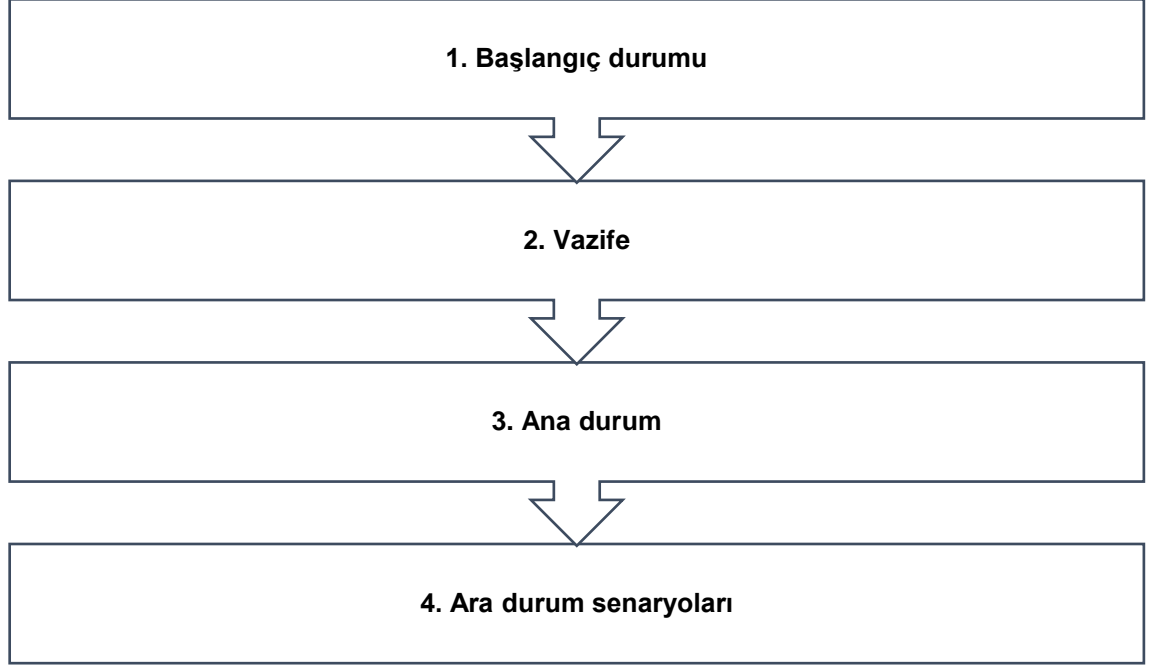 1. Başlangıç durumu
2. Vazife
3. Ana durum
4. Ara durum senaryoları